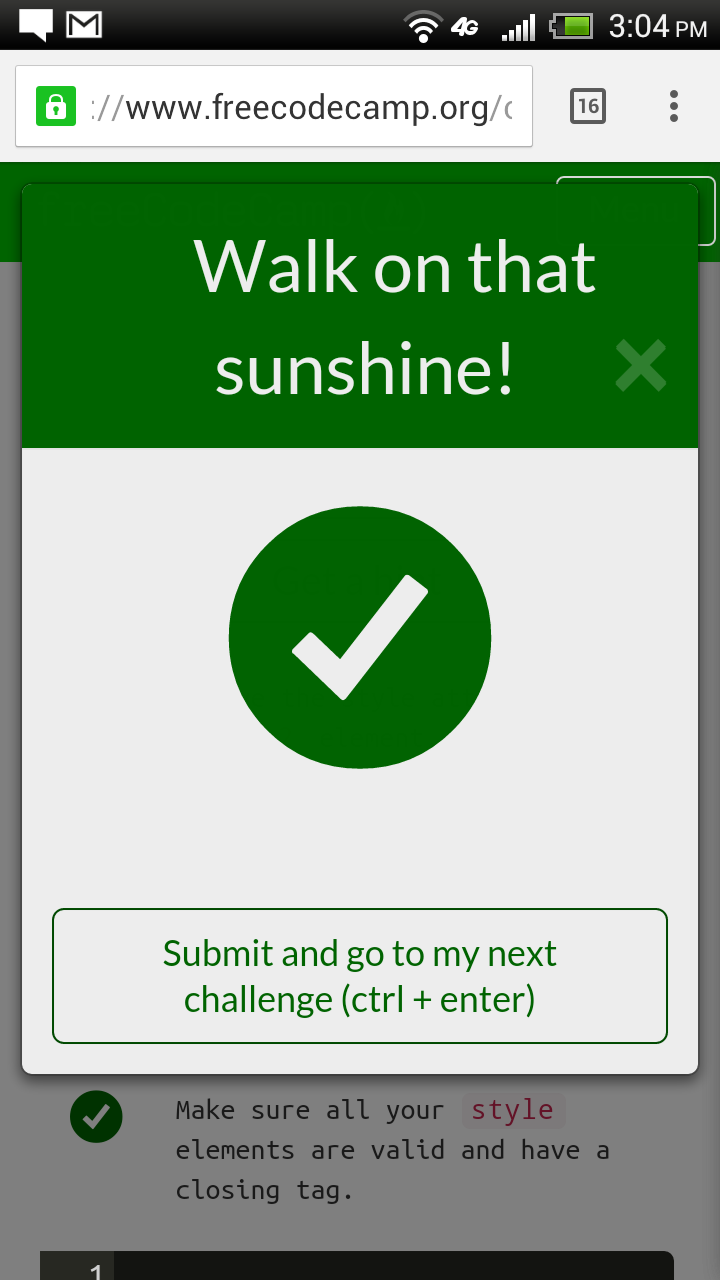 4G 3:04 PM
://www.freecodecamp.org/c 16
Walk on that
sunshine!
Submit and go to my next
challenge (ctrl + enter)
Make sure all your style
elements are valid and have a
closing tag.
1